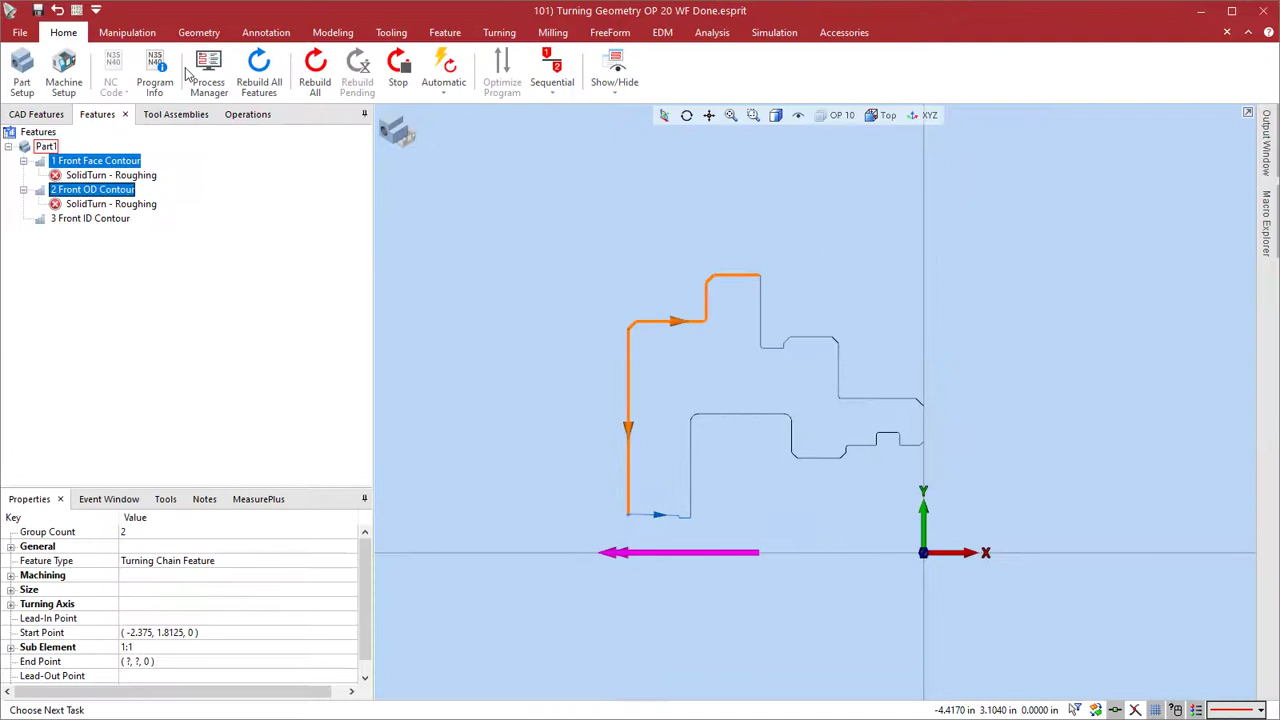 101) Turning Geometry OP 20 WF Done.esprit
File Home Manipulation Geometry Annotation Modeling Tooling Feature Turning Milling FreeForm EDM Analysis Simulation Accessories
Part Setup
Machine Setup
N35 N40
NC Code
N35 N40
Program Info
Process Manager
Rebuild All Features
Rebuild All
Rebuild Pending
Stop
Automatic
Optimize Program
1
2
Sequential
Show/Hide
CAD Features Features Tool Assemblies Operations
Features
Part1
1 Front Face Contour
SolidTurn - Roughing
2 Front OD Contour
SolidTurn - Roughing
3 Front ID Contour
OP 10 Top XYZ
Output Window
Macro Explorer
Y
X
Properties Event Window Tools Notes MeasurePlus
Key Value
Group Count 2
General
Feature Type Turning Chain Feature
Machining
Size
Turning Axis
Lead-In Point
Start Point ( -2.375, 1.8125, 0 )
Sub Element 1:1
End Point ( ?, ?, 0 )
Lead-Out Point
Choose Next Task -4.4170 in 3.1040 in 0.0000 in